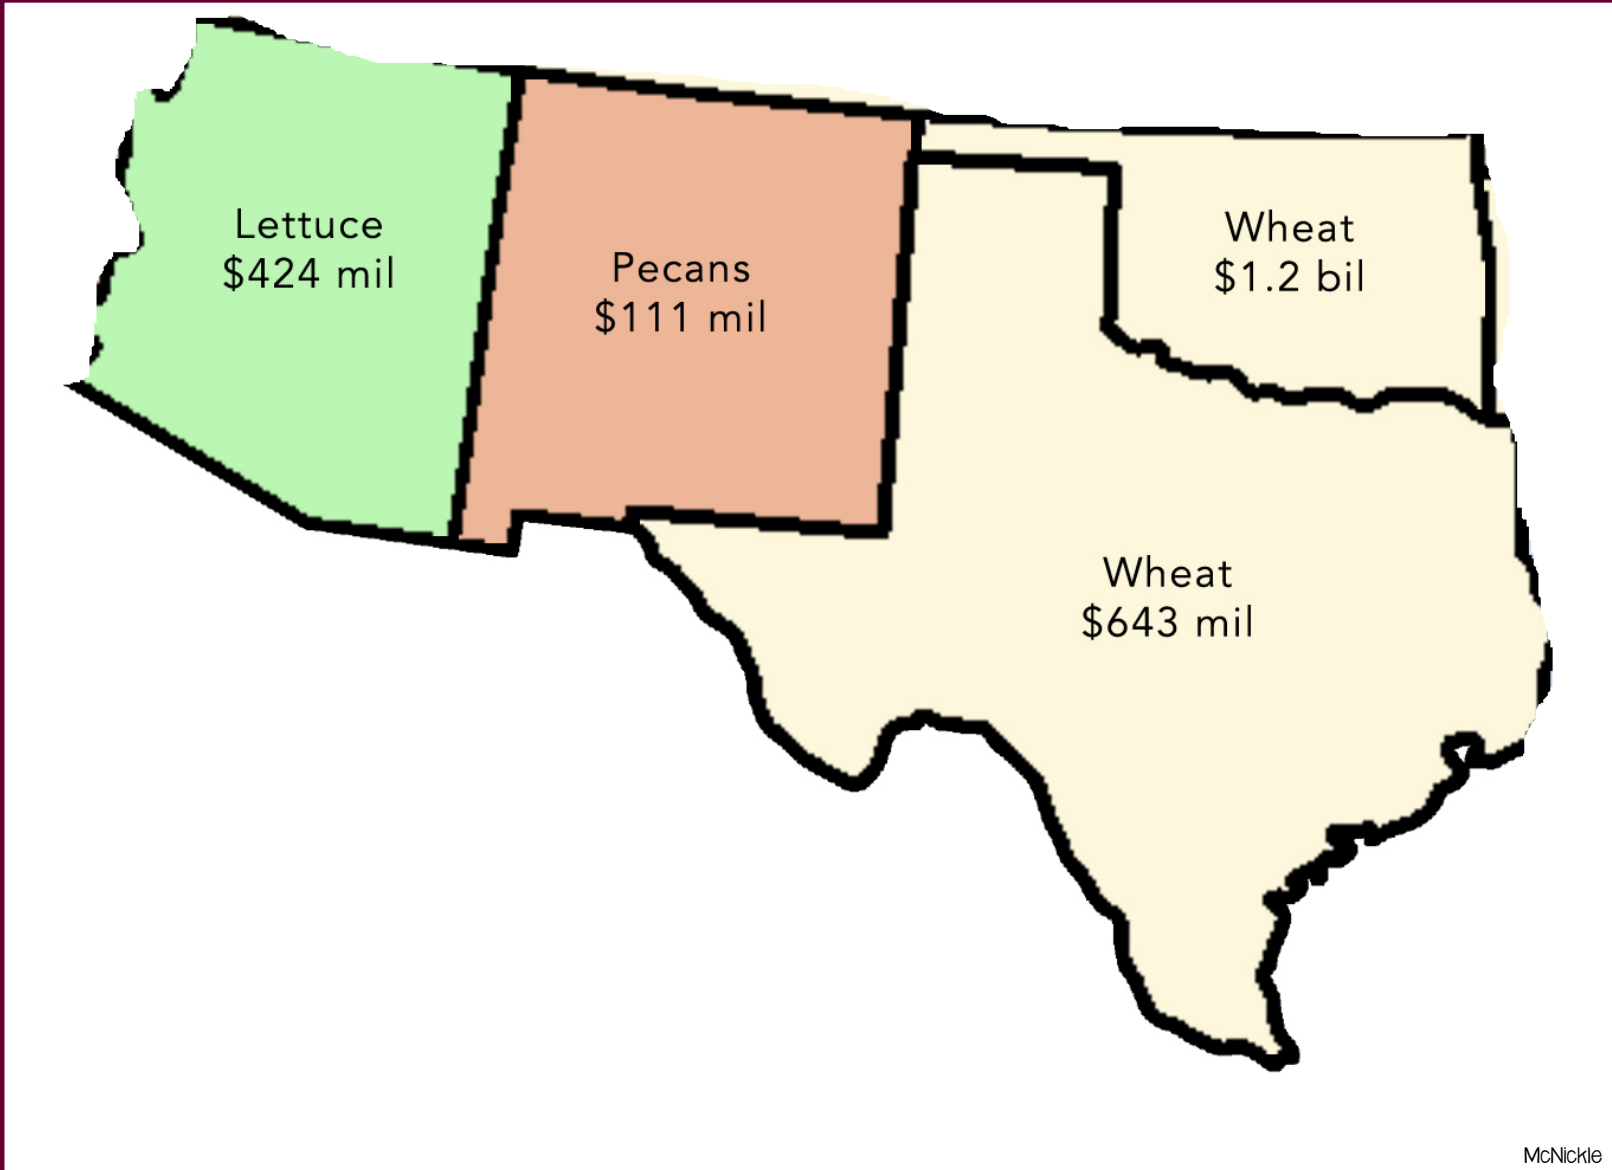 Lettuce
$424 mil
Pecans
$111 mil
Wheat
$1.2 bil
Wheat
$643 mil
McNickle